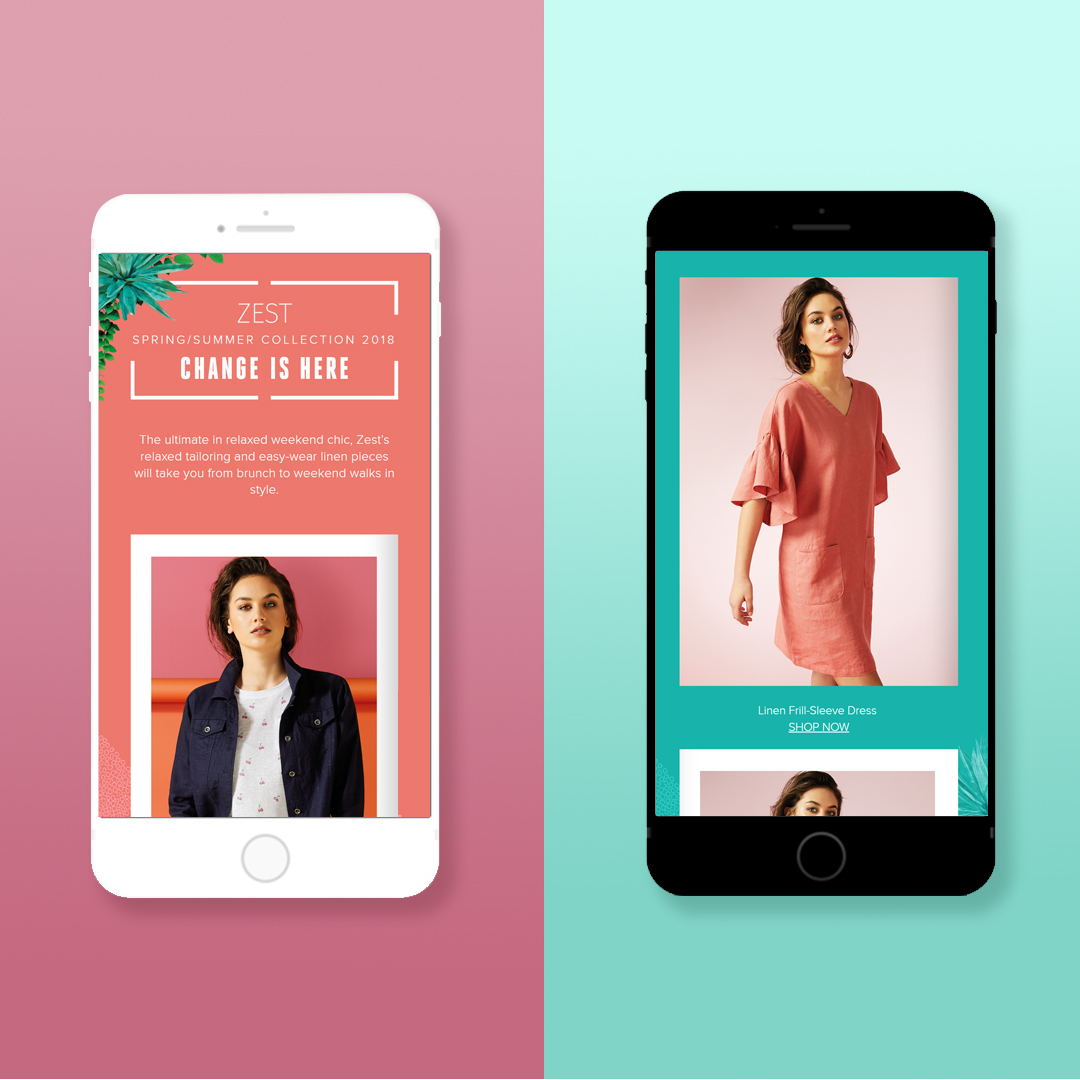 ZEST
SPRING/SUMMER COLLECTION 2018
CHANGE IS HERE
The ultimate in relaxed weekend chic, Zest's
relaxed tailoring and easy-wear linen pieces
will take you from brunch to weekend walks in
style.
Linen Frill-Sleeve Dress
SHOP NOW